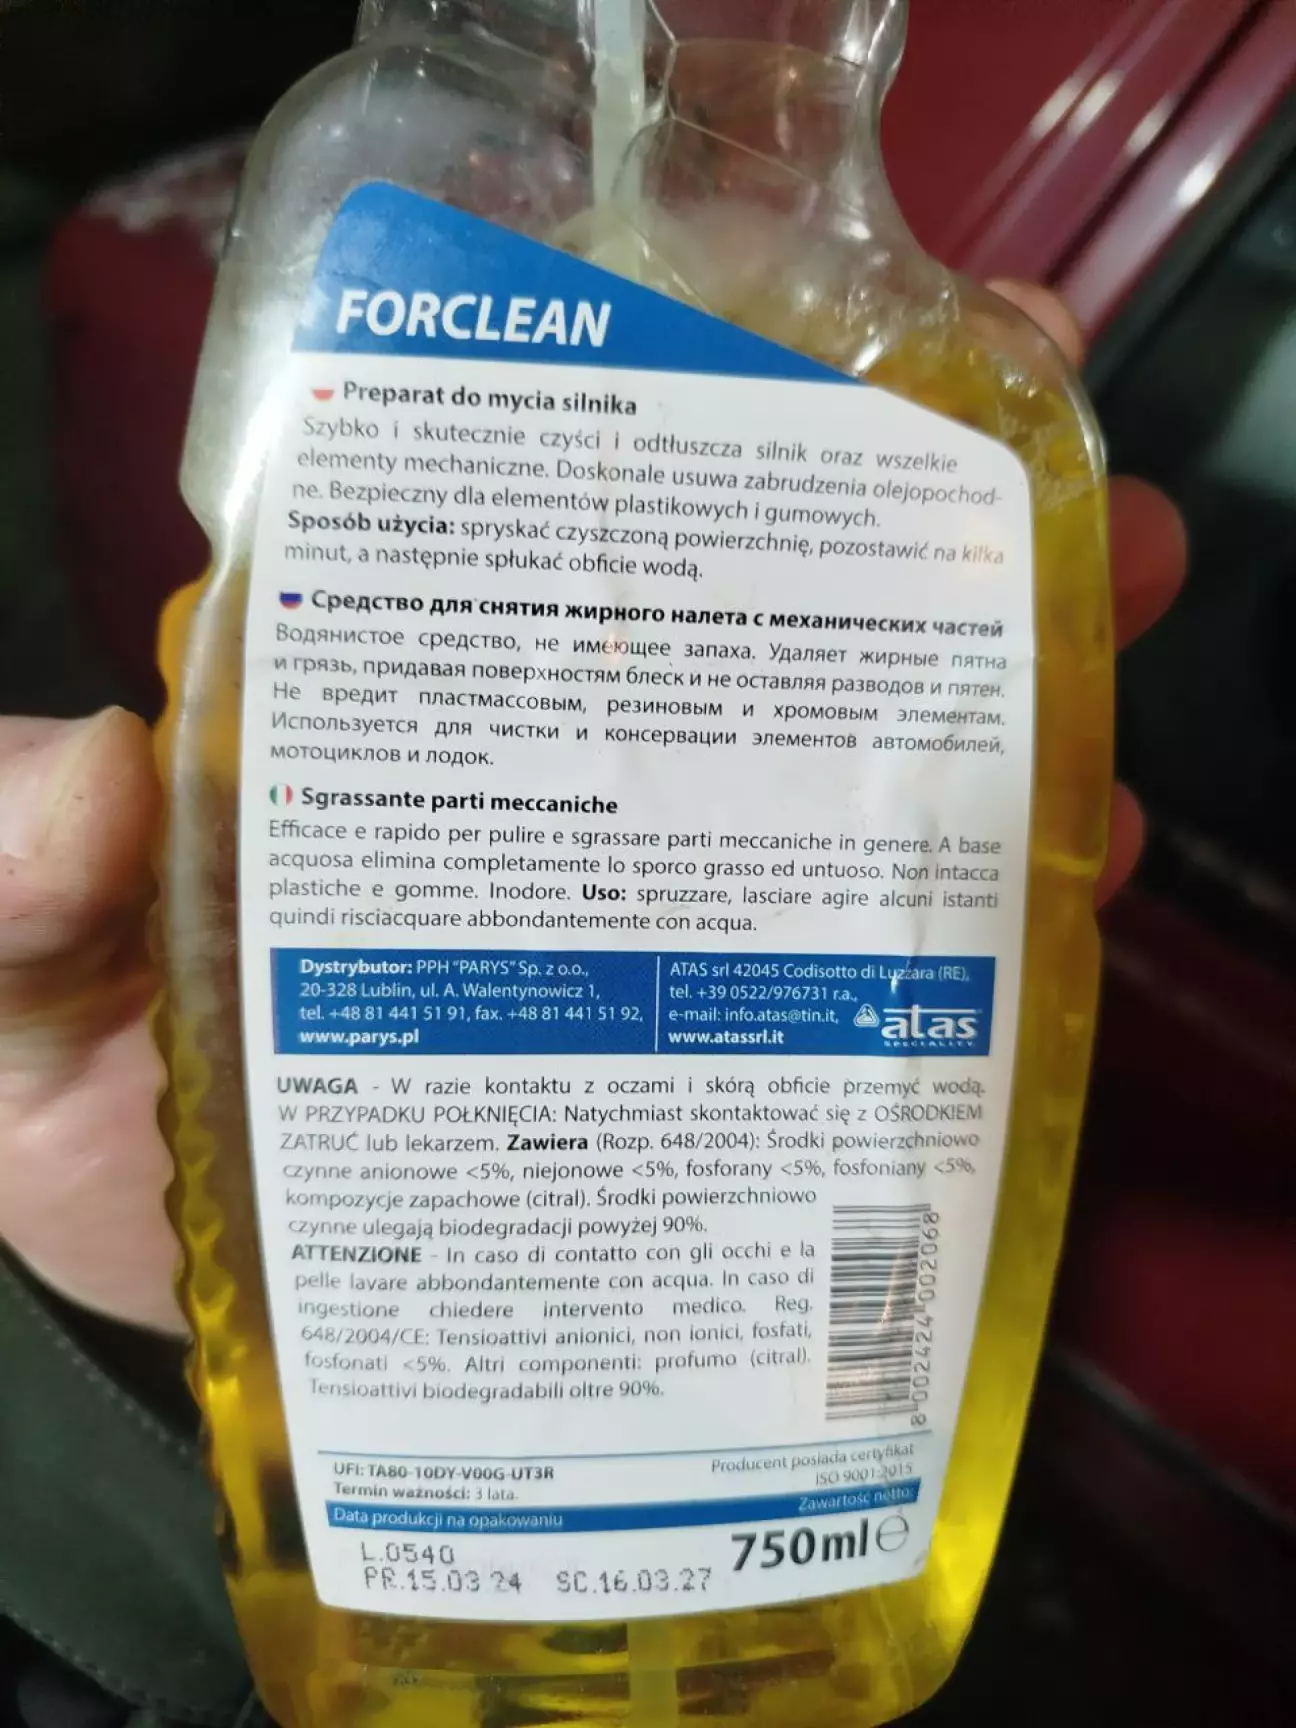 FORCLEAN
Preparat do mycia silnika
Szybko i skutecznie czyści i odtłuszcza silnik oraz wszelkie
elementy mechaniczne. Doskonale usuwa zabrudzenia olejopochod-
ne. Bezpieczny dla elementów plastikowych i gumowych.
Sposób użycia: spryskać czyszczoną powierzchnię, pozostawić na kilka
minut, a następnie spłukać obficie wodą.
Средство для снятия жирного налета с механических частей
Водянистое средство, не имеющее запаха. Удаляет жирные пятна
и грязь, придавая поверхностям блеск и не оставляя разводов и пятен.
Не вредит пластмассовым, резиновым и хромовым элементам.
Используется для чистки и консервации элементов автомобилей,
мотоциклов и лодок.
Sgrassante parti meccaniche
Efficace e rapido per pulire e sgrassare parti meccaniche in genere. A base
acquosa elimina completamente lo sporco grasso ed untuoso. Non intacca
plastiche e gomme. Inodore. Uso: spruzzare, lasciare agire alcuni istanti
quindi risciacquare abbondantemente con acqua.
Dystrybutor: PPH "PARYS" Sp. z o.o.,
20-328 Lublin, ul. A. Walentynowicz 1,
tel. +48 81 441 51 91, fax. +48 81 441 51 92,
www.parys.pl
ATAS srl 42045 Codisotto di Luzzara (RE),
tel. +39 0522/976731 r.a.,
e-mail: info.atas@tin.it,
www.atassrl.it
atas
SPECIALITY
UWAGA - W razie kontaktu z oczami i skórą obficie przemyć wodą.
W PRZYPADKU POŁKNIĘCIA: Natychmiast skontaktować się z OŚRODKIEM
ZATRUĆ lub lekarzem. Zawiera (Rozp. 648/2004): Środki powierzchniowo
czynne anionowe <5%, niejonowe <5%, fosforany <5%, fosfoniany <5%,
kompozycje zapachowe (citral). Środki powierzchniowo
czynne ulegają biodegradacji powyżej 90%.
ATTENZIONE - In caso di contatto con gli occhi e la
pelle lavare abbondantemente con acqua. In caso di
ingestione chiedere intervento medico. Reg.
648/2004/CE: Tensioattivi anionici, non ionici, fosfati,
fosfonati <5%. Altri componenti: profumo (citral).
Tensioattivi biodegradabili oltre 90%.
8 002424 002068
UFI: TA80-10DY-V00G-UT3R
Termin ważności: 3 lata.
Producent posiada certyfikat
ISO 9001:2015
Data produkcji na opakowaniu
Zawartość netto:
750ml e
L.0540
PR.15.03 24 SC.16.03.27